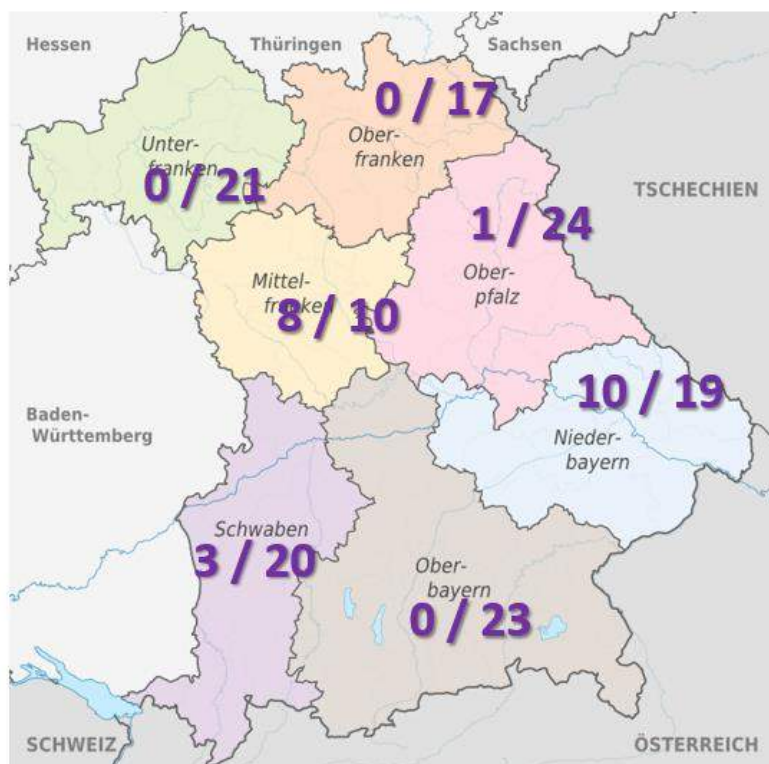 Hessen
Thüringen
Sachsen
0 / 17
Ober-
franken
Unter-
franken
0 / 21
TSCHECHIEN
1 / 24
Ober-
pfalz
Mittel-
franken
8 / 10
10 / 19
Baden-
Württemberg
Nieder-
bayern
Schwaben
3 / 20
Ober-
bayern
0 / 23
SCHWEIZ
ÖSTERREICH